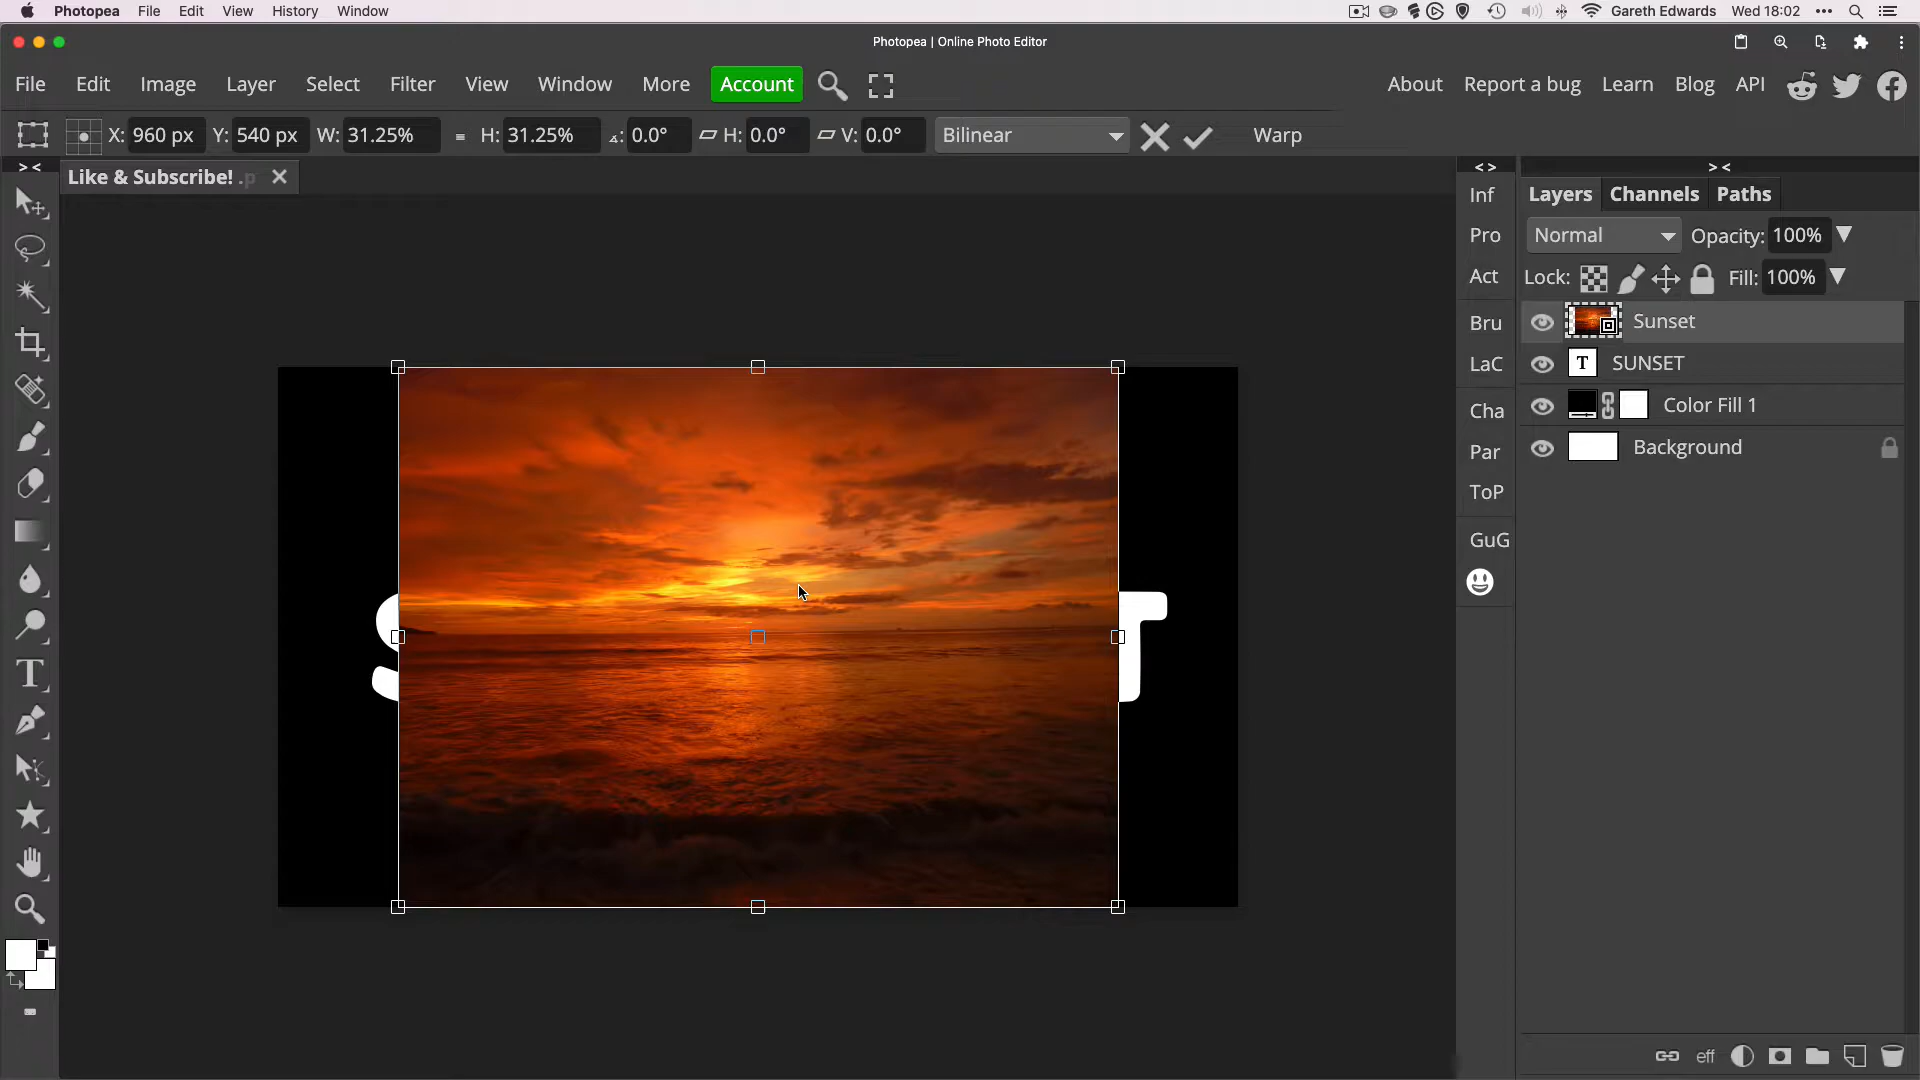 Photopea File Edit View History Window Gareth Edwards Wed 18:02
Photopea | Online Photo Editor
File Edit Image Layer Select Filter View Window More Account About Report a bug Learn Blog API
X: 960 px Y: 540 px W: 31.25% H: 31.25% 0.0° H: 0.0° V: 0.0° Bilinear Warp
> < < > > <
Like & Subscribe! .p
Inf
Pro
Act
Bru
LaC
Cha
Par
ToP
GuG
Layers Channels Paths
Normal Opacity: 100%
Lock: Fill: 100%
Sunset
T SUNSET
Color Fill 1
Background
S T
T
eff